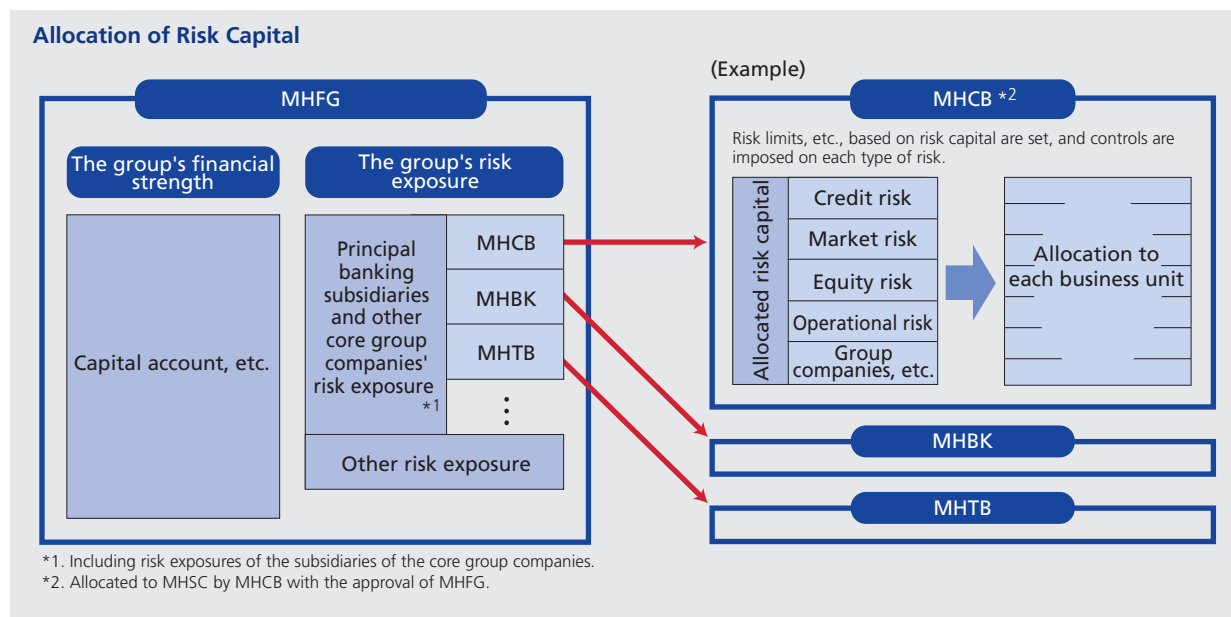 Allocation of Risk Capital
MHFG
The group's financial
strength
Capital account, etc.
The group's risk
exposure
Principal
banking
subsidiaries
and other
core group
companies'
risk exposure
*1
MHCB
MHBK
MHTB
⋮
Other risk exposure
(Example)
MHCB *2
Risk limits, etc., based on risk capital are set, and controls are
imposed on each type of risk.
Allocated risk capital
Credit risk
Market risk
Equity risk
Operational risk
Group
companies, etc.
Allocation to
each business unit
MHBK
MHTB
*1. Including risk exposures of the subsidiaries of the core group companies.
*2. Allocated to MHSC by MHCB with the approval of MHFG.